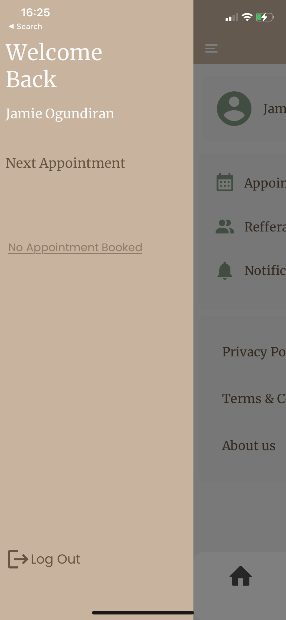 16:25
Search
Welcome
Back
Jamie Ogundiran
Next Appointment
No Appointment Booked
Log Out
Jam
Appoin
Reffera
Notific
Privacy Po
Terms & C
About us